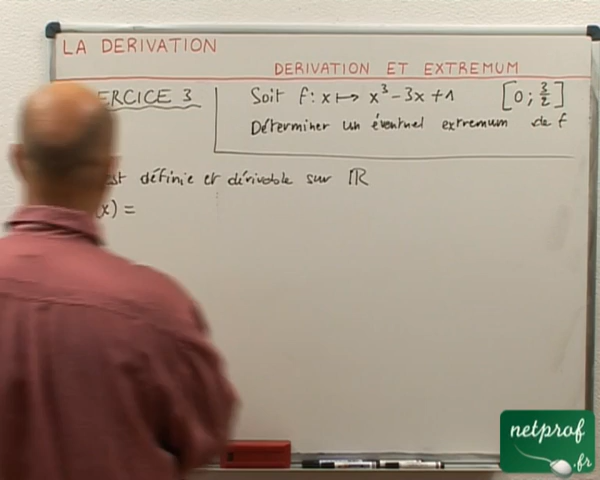 LA DERIVATION
DERIVATION ET EXTREMUM
ERCICE 3
Soit f: x ↦ x³ - 3x + 1 [0; 3/2]
Déterminer un éventuel extremum de f
est définie et dérivable sur ℝ
(x) =
netprof
.fr